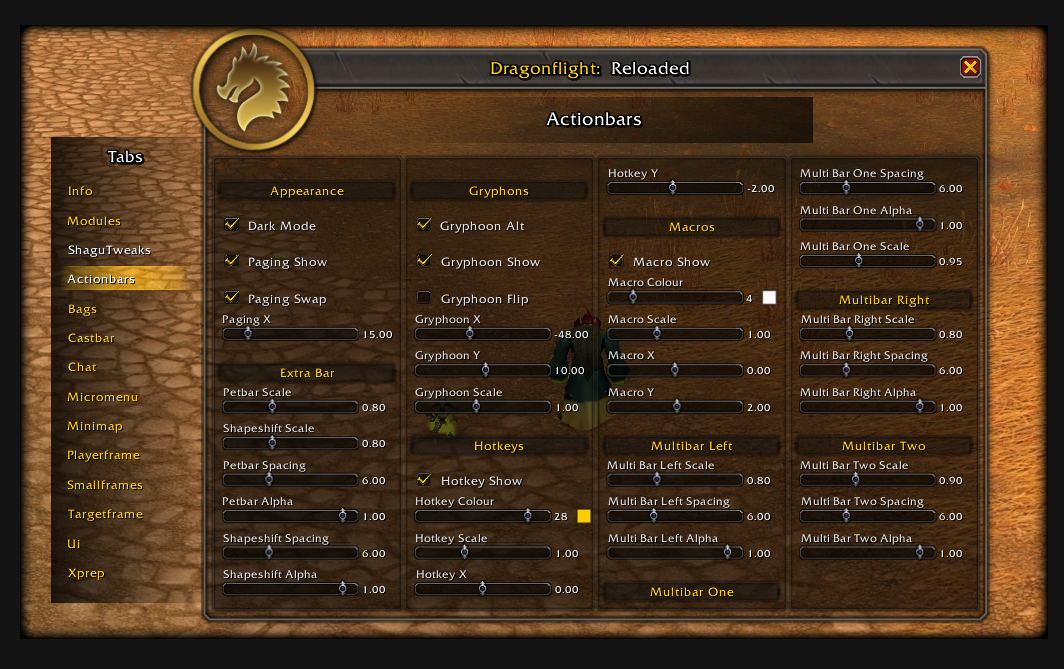 Dragonflight: Reloaded
Actionbars
Tabs
Info
Modules
ShaguTweaks
Actionbars
Bags
Castbar
Chat
Micromenu
Minimap
Playerframe
Smallframes
Targetframe
Ui
Xprep
Appearance
Dark Mode
Paging Show
Paging Swap
Paging X
15.00
Extra Bar
Petbar Scale
0.80
Shapeshift Scale
0.80
Petbar Spacing
6.00
Petbar Alpha
1.00
Shapeshift Spacing
6.00
Shapeshift Alpha
1.00
Gryphons
Gryphoon Alt
Gryphoon Show
Gryphoon Flip
Gryphoon X
-48.00
Gryphoon Y
10.00
Gryphoon Scale
1.00
Hotkeys
Hotkey Show
Hotkey Colour
28
Hotkey Scale
1.00
Hotkey X
0.00
Hotkey Y
-2.00
Macros
Macro Show
Macro Colour
4
Macro Scale
1.00
Macro X
0.00
Macro Y
2.00
Multibar Left
Multi Bar Left Scale
0.80
Multi Bar Left Spacing
6.00
Multi Bar Left Alpha
1.00
Multibar One
Multi Bar One Spacing
6.00
Multi Bar One Alpha
1.00
Multi Bar One Scale
0.95
Multibar Right
Multi Bar Right Scale
0.80
Multi Bar Right Spacing
6.00
Multi Bar Right Alpha
1.00
Multibar Two
Multi Bar Two Scale
0.90
Multi Bar Two Spacing
6.00
Multi Bar Two Alpha
1.00